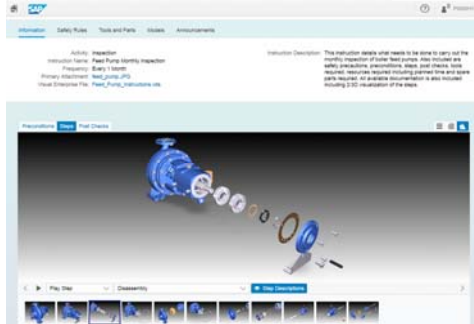 SAP
Information Safety Rules Tools and Parts Models Announcements
Activity: Inspection
Instruction Name: Feed Pump Monthly Inspection
Frequency: Every 1 Month
Primary Attachment: feed_pump.JPG
Visual Enterprise File: Feed_Pump_Instructions.vds
Instruction Description: This instruction details what needs to be done to carry out the
monthly inspection of boiler feed pumps. Also included are
safety precautions, preconditions, steps, post checks, tools
required, resources required including planned time and spare
parts required. All available documentation is also included
including 2/3D visualization of the steps.
Preconditions Steps Post Checks
Play Step Disassembly Step Descriptions